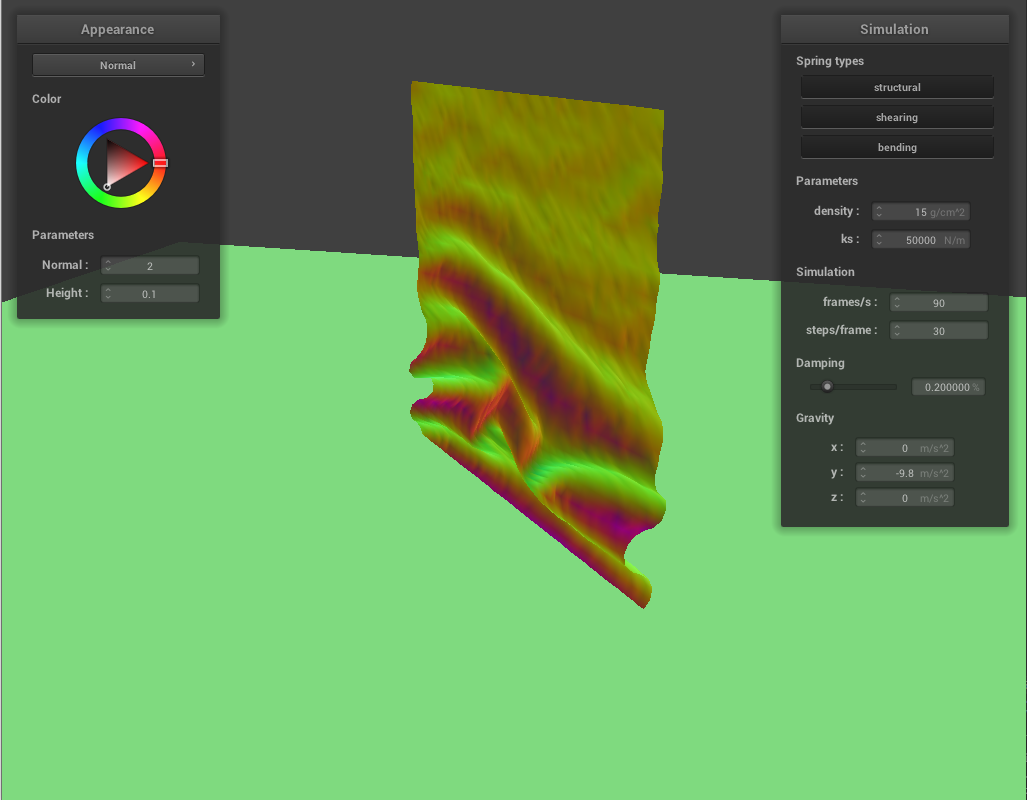 Appearance
Normal
Color
Parameters
Normal : 2
Height : 0.1
Simulation
Spring types
structural
shearing
bending
Parameters
density : 15 g/cm^2
ks : 50000 N/m
Simulation
frames/s : 90
steps/frame : 30
Damping
0.200000 %
Gravity
x : 0 m/s^2
y : -9.8 m/s^2
z : 0 m/s^2